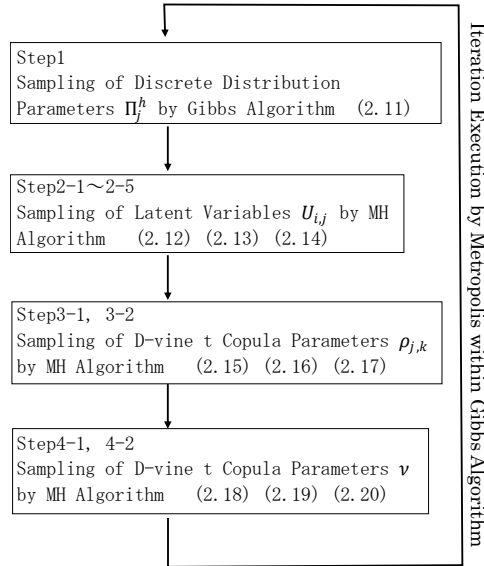 Step1
Sampling of Discrete Distribution
Parameters Π_j^h by Gibbs Algorithm (2.11)
Step2-1～2-5
Sampling of Latent Variables U_{i,j} by MH
Algorithm (2.12) (2.13) (2.14)
Step3-1, 3-2
Sampling of D-vine t Copula Parameters ρ_{j,k}
by MH Algorithm (2.15) (2.16) (2.17)
Step4-1, 4-2
Sampling of D-vine t Copula Parameters ν
by MH Algorithm (2.18) (2.19) (2.20)
Iteration Execution by Metropolis within Gibbs Algorithm